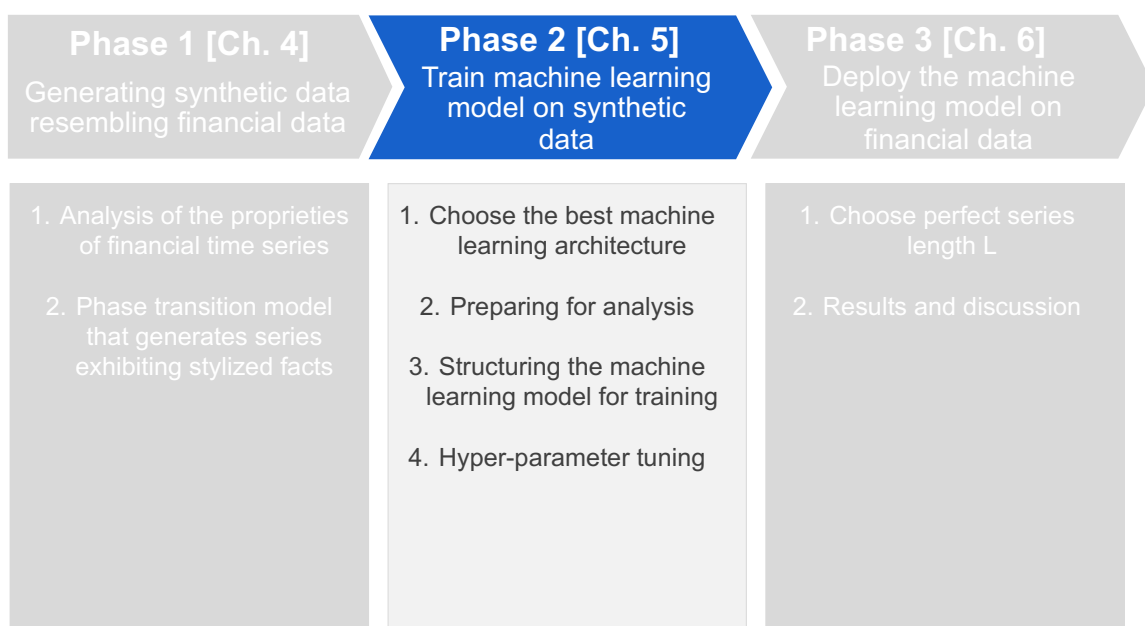 Phase 1 [Ch. 4]
Generating synthetic data
resembling financial data
Phase 2 [Ch. 5]
Train machine learning
model on synthetic
data
Phase 3 [Ch. 6]
Deploy the machine
learning model on
financial data
1. Analysis of the proprieties
of financial time series
2. Phase transition model
that generates series
exhibiting stylized facts
1. Choose the best machine
learning architecture
2. Preparing for analysis
3. Structuring the machine
learning model for training
4. Hyper-parameter tuning
1. Choose perfect series
length L
2. Results and discussion